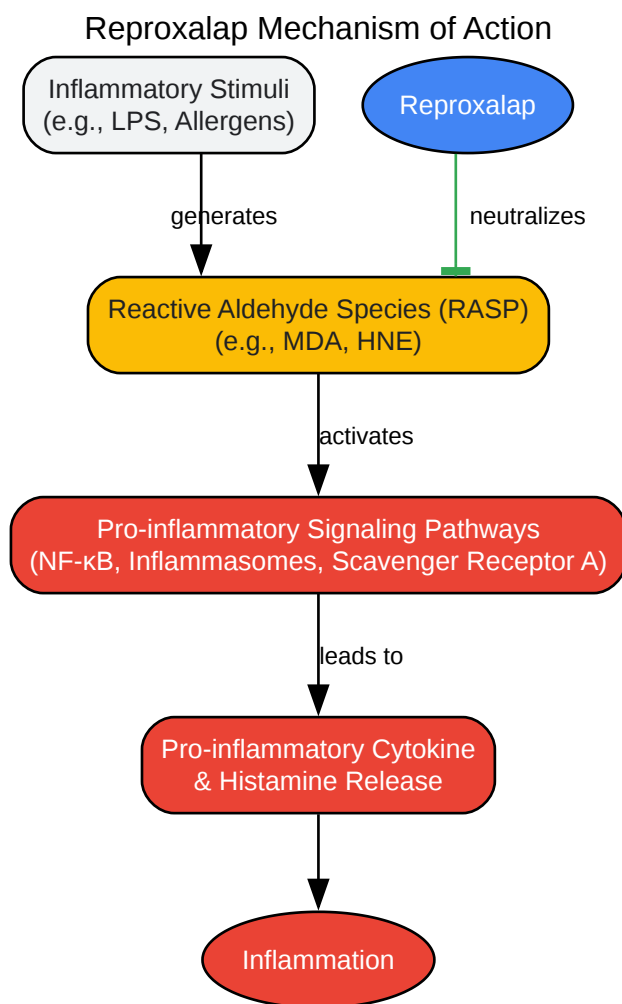 Reproxalap Mechanism of Action
Inflammatory Stimuli
(e.g., LPS, Allergens)
Reproxalap
generates
neutralizes
Reactive Aldehyde Species (RASP)
(e.g., MDA, HNE)
activates
Pro-inflammatory Signaling Pathways
(NF-κB, Inflammasomes, Scavenger Receptor A)
leads to
Pro-inflammatory Cytokine
& Histamine Release
Inflammation